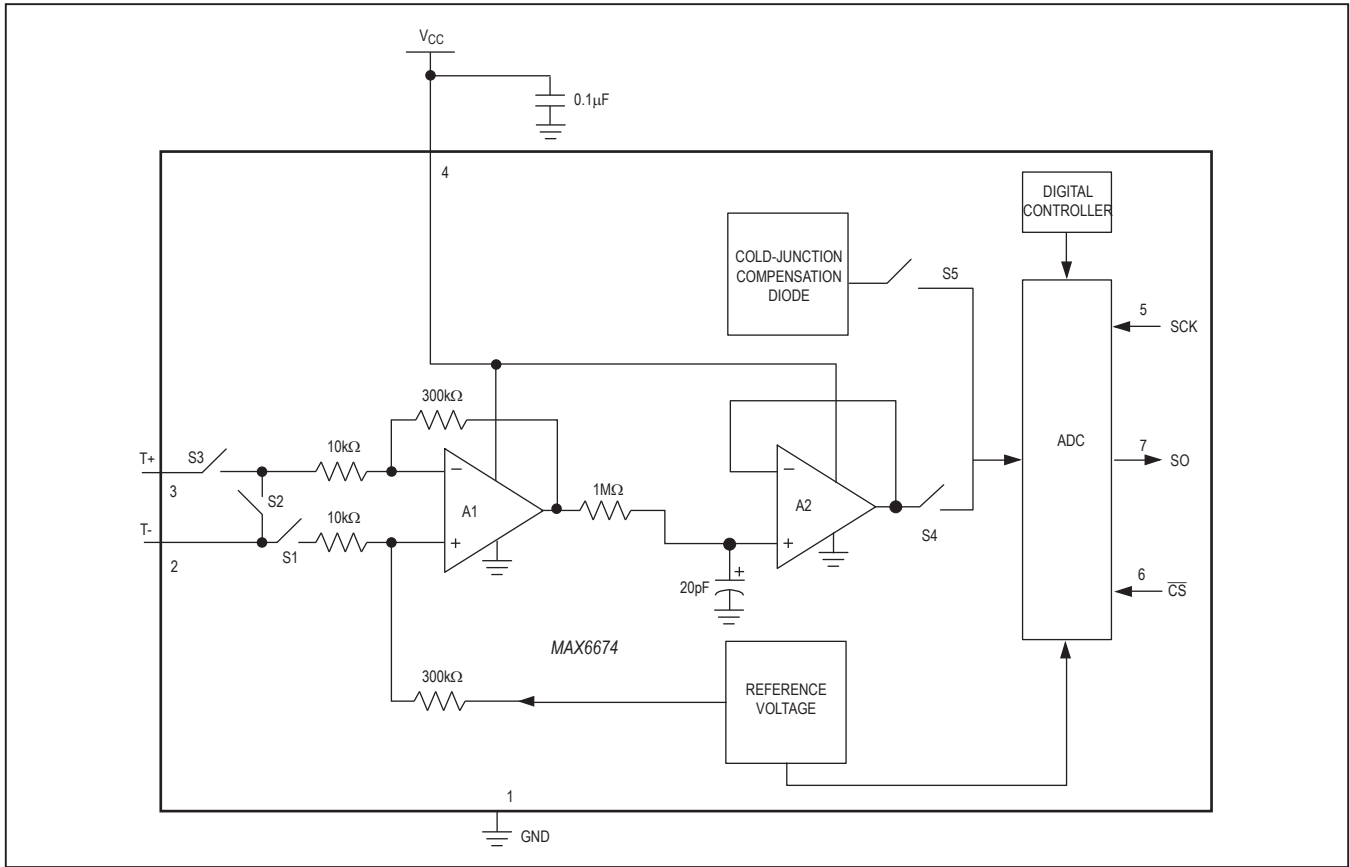 VCC
0.1µF
4
DIGITAL
CONTROLLER
COLD-JUNCTION
COMPENSATION
DIODE
S5
5
SCK
300kΩ
ADC
T+
S3
10kΩ
−
−
7
SO
3
S2
A1
1MΩ
A2
T-
10kΩ
S1
+
+
S4
2
+
20pF
6
CS
MAX6674
300kΩ
REFERENCE
VOLTAGE
1
GND